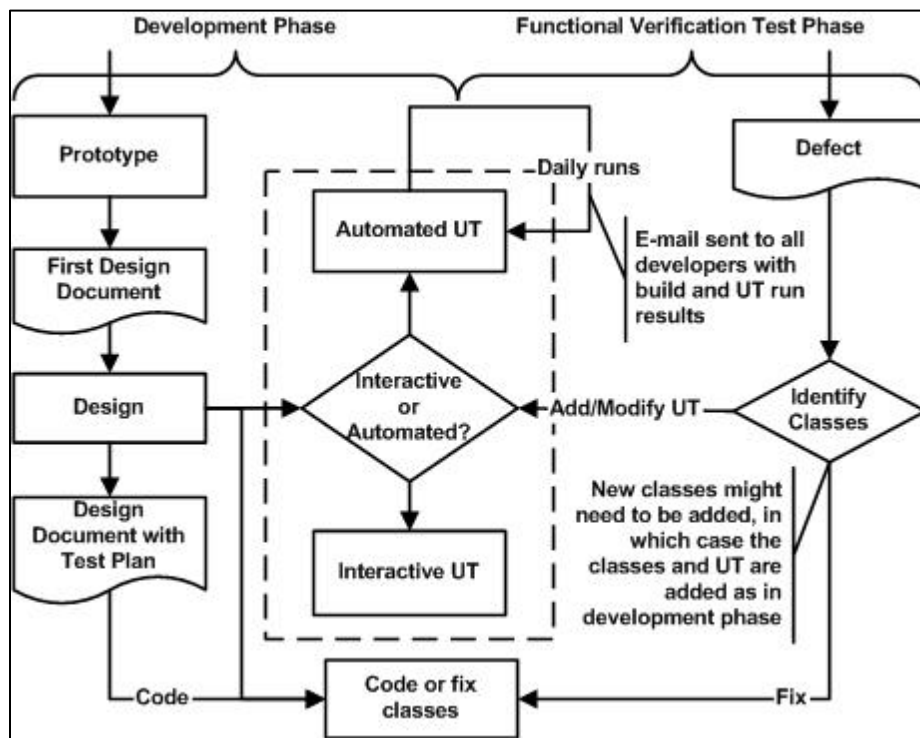 Development Phase
Functional Verification Test Phase
Prototype
First Design
Document
Design
Design
Document with
Test Plan
Automated UT
Daily runs
E-mail sent to all
developers with
build and UT run
results
Interactive
or
Automated?
Interactive UT
Add/Modify UT
Defect
Identify
Classes
New classes might
need to be added, in
which case the
classes and UT are
added as in
development phase
Code
Code or fix
classes
Fix